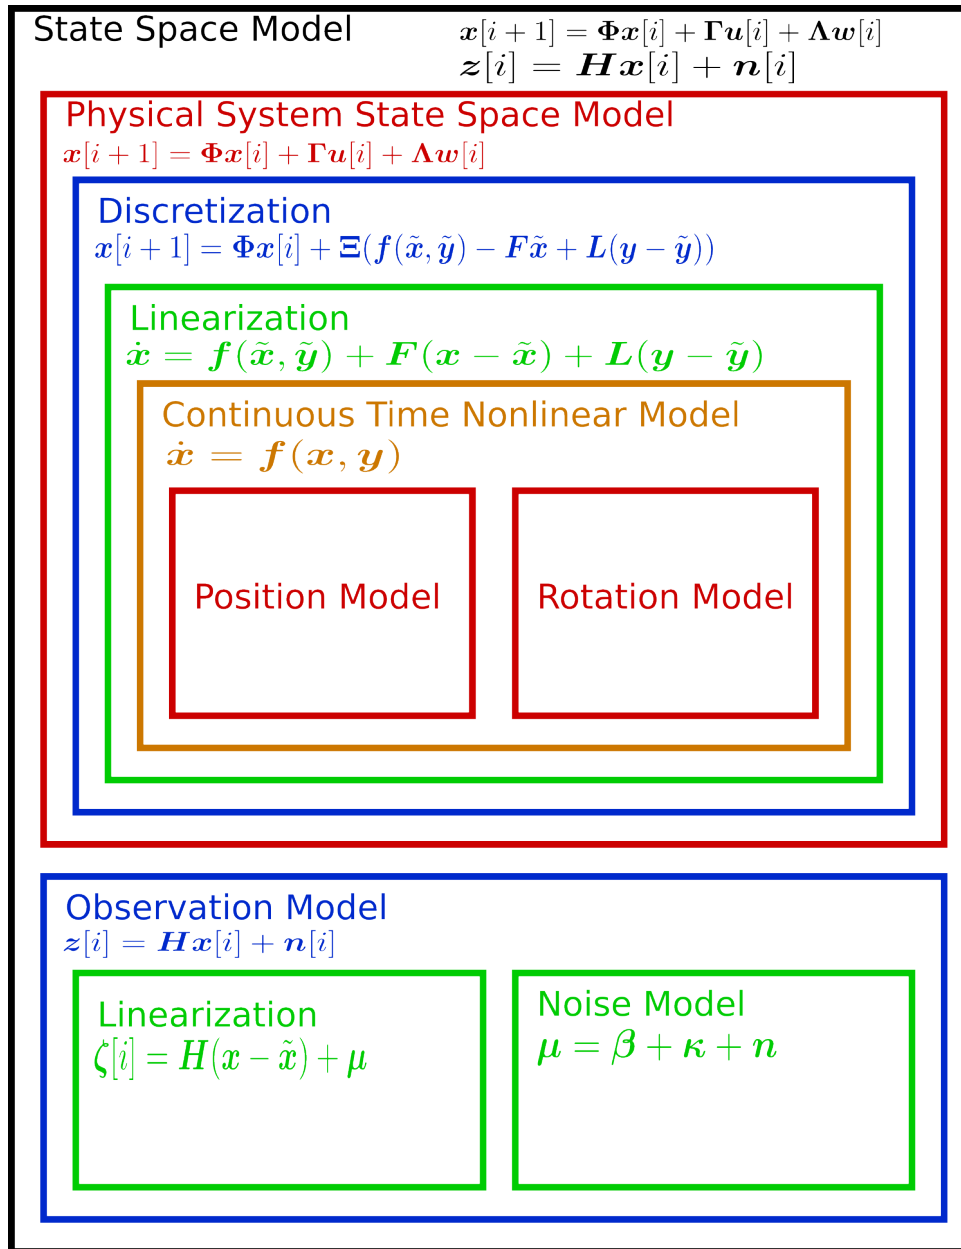 State Space Model
x[i + 1] = Φx[i] + Γu[i] + Λw[i]
z[i] = Hx[i] + n[i]
Physical System State Space Model
x[i + 1] = Φx[i] + Γu[i] + Λw[i]
Discretization
x[i + 1] = Φx[i] + Ξ(f(x̃, ỹ) − Fx̃ + L(y − ỹ))
Linearization
ẋ = f(x̃, ỹ) + F(x − x̃) + L(y − ỹ)
Continuous Time Nonlinear Model
ẋ = f(x, y)
Position Model
Rotation Model
Observation Model
z[i] = Hx[i] + n[i]
Linearization
ζ[i] = H(x − x̃) + μ
Noise Model
μ = β + κ + n